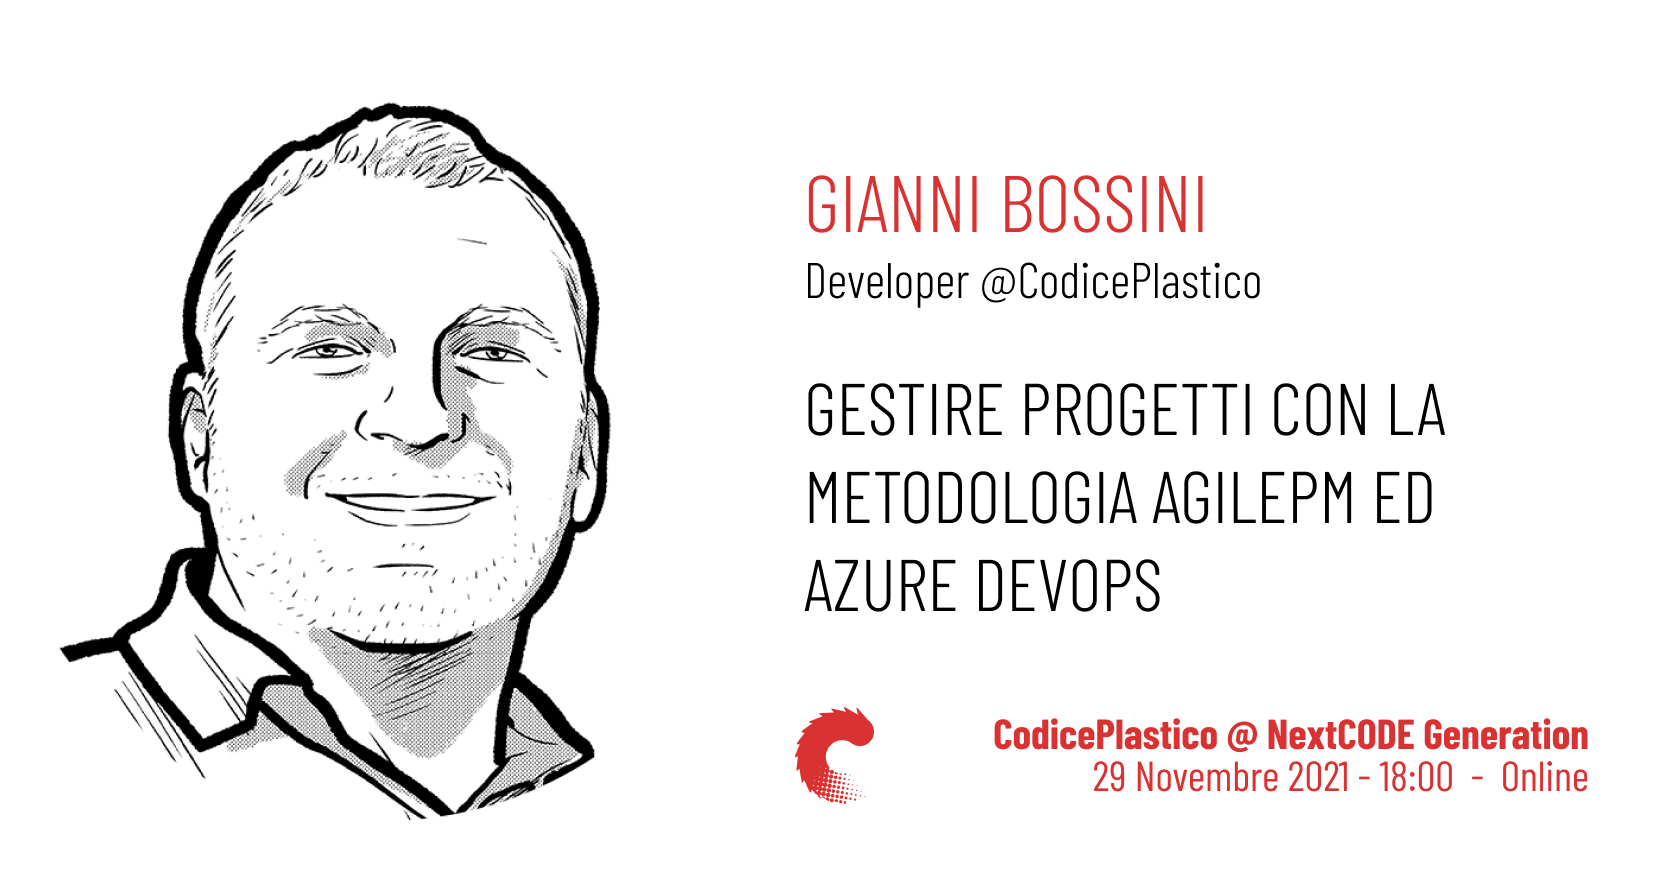 GIANNI BOSSINI
Developer @CodicePlastico
GESTIRE PROGETTI CON LA
METODOLOGIA AGILEPM ED
AZURE DEVOPS
CodicePlastico @ NextCODE Generation
29 Novembre 2021 - 18:00 - Online